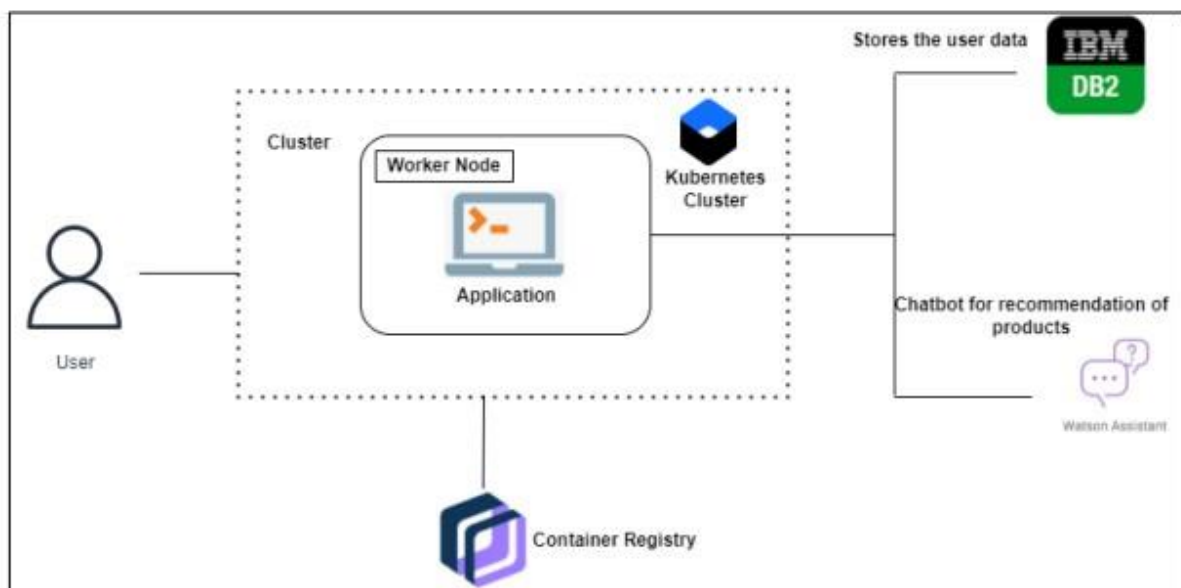 Stores the user data
IBM
DB2
Cluster
Worker Node
Kubernetes
Cluster
Application
User
Chatbot for recommendation of
products
?
Watson Assistant
Container Registry